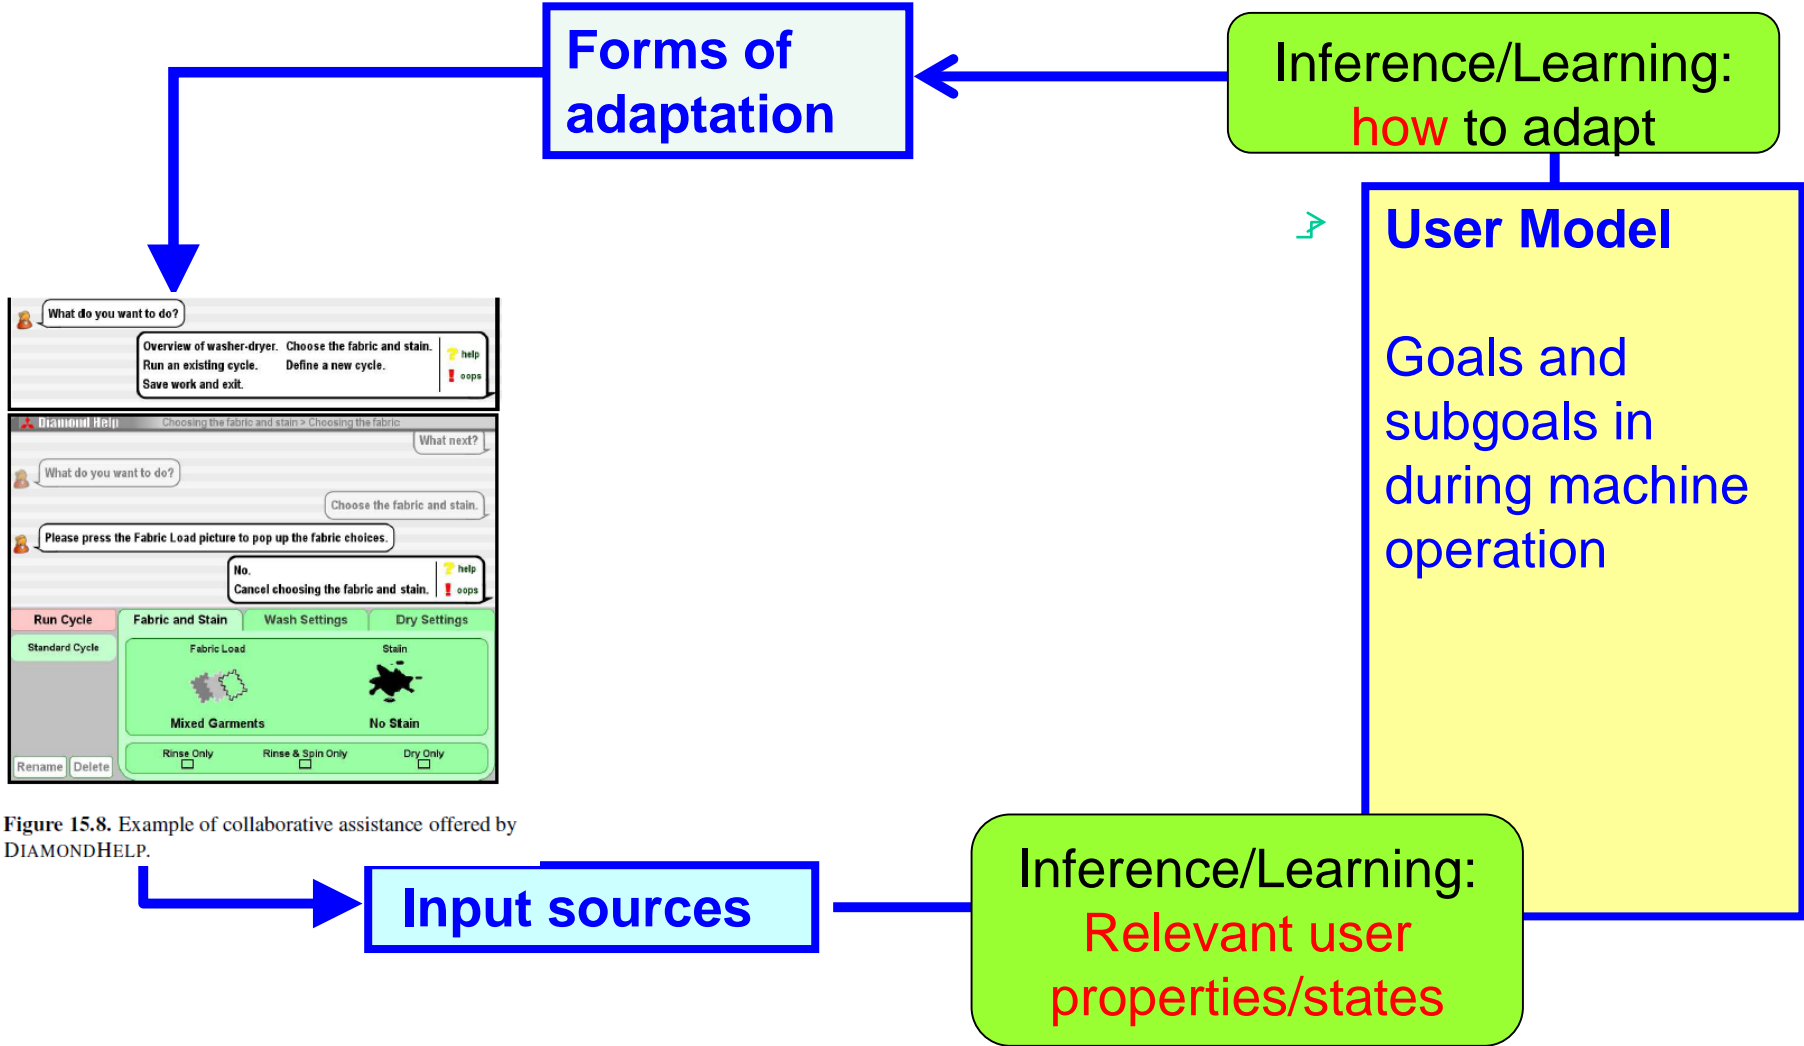 Forms of
adaptation
Inference/Learning:
how to adapt
User Model
Goals and
subgoals in
during machine
operation
What do you want to do?
Overview of washer-dryer. Choose the fabric and stain.
Run an existing cycle. Define a new cycle.
Save work and exit.
? help
! oops
Diamond Help
Choosing the fabric and stain > Choosing the fabric
What next?
What do you want to do?
Choose the fabric and stain.
Please press the Fabric Load picture to pop up the fabric choices.
No.
Cancel choosing the fabric and stain.
? help
! oops
Run Cycle
Fabric and Stain
Wash Settings
Dry Settings
Standard Cycle
Fabric Load
Stain
Mixed Garments
No Stain
Rinse Only
Rinse & Spin Only
Dry Only
Rename
Delete
Figure 15.8. Example of collaborative assistance offered by
DIAMONDHELP.
Input sources
Inference/Learning:
Relevant user
properties/states